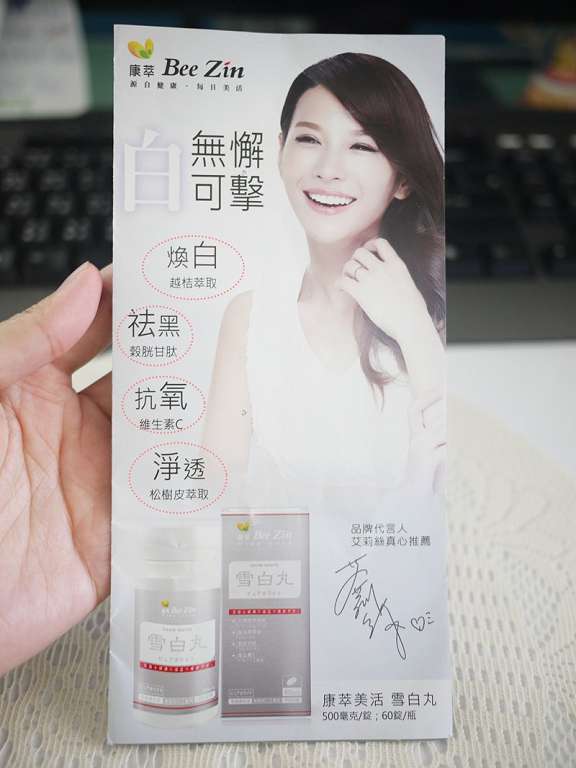 康萃 Bee Zin
源自健康・每日美活
白無懈
可擊
煥白
越桔萃取
祛黑
穀胱甘肽
抗氧
維生素C
淨透
松樹皮萃取
Bee Zin
雪白丸
Bee Zin
雪白丸
品牌代言人
艾莉絲真心推薦
康萃美活 雪白丸
500毫克/錠；60錠/瓶